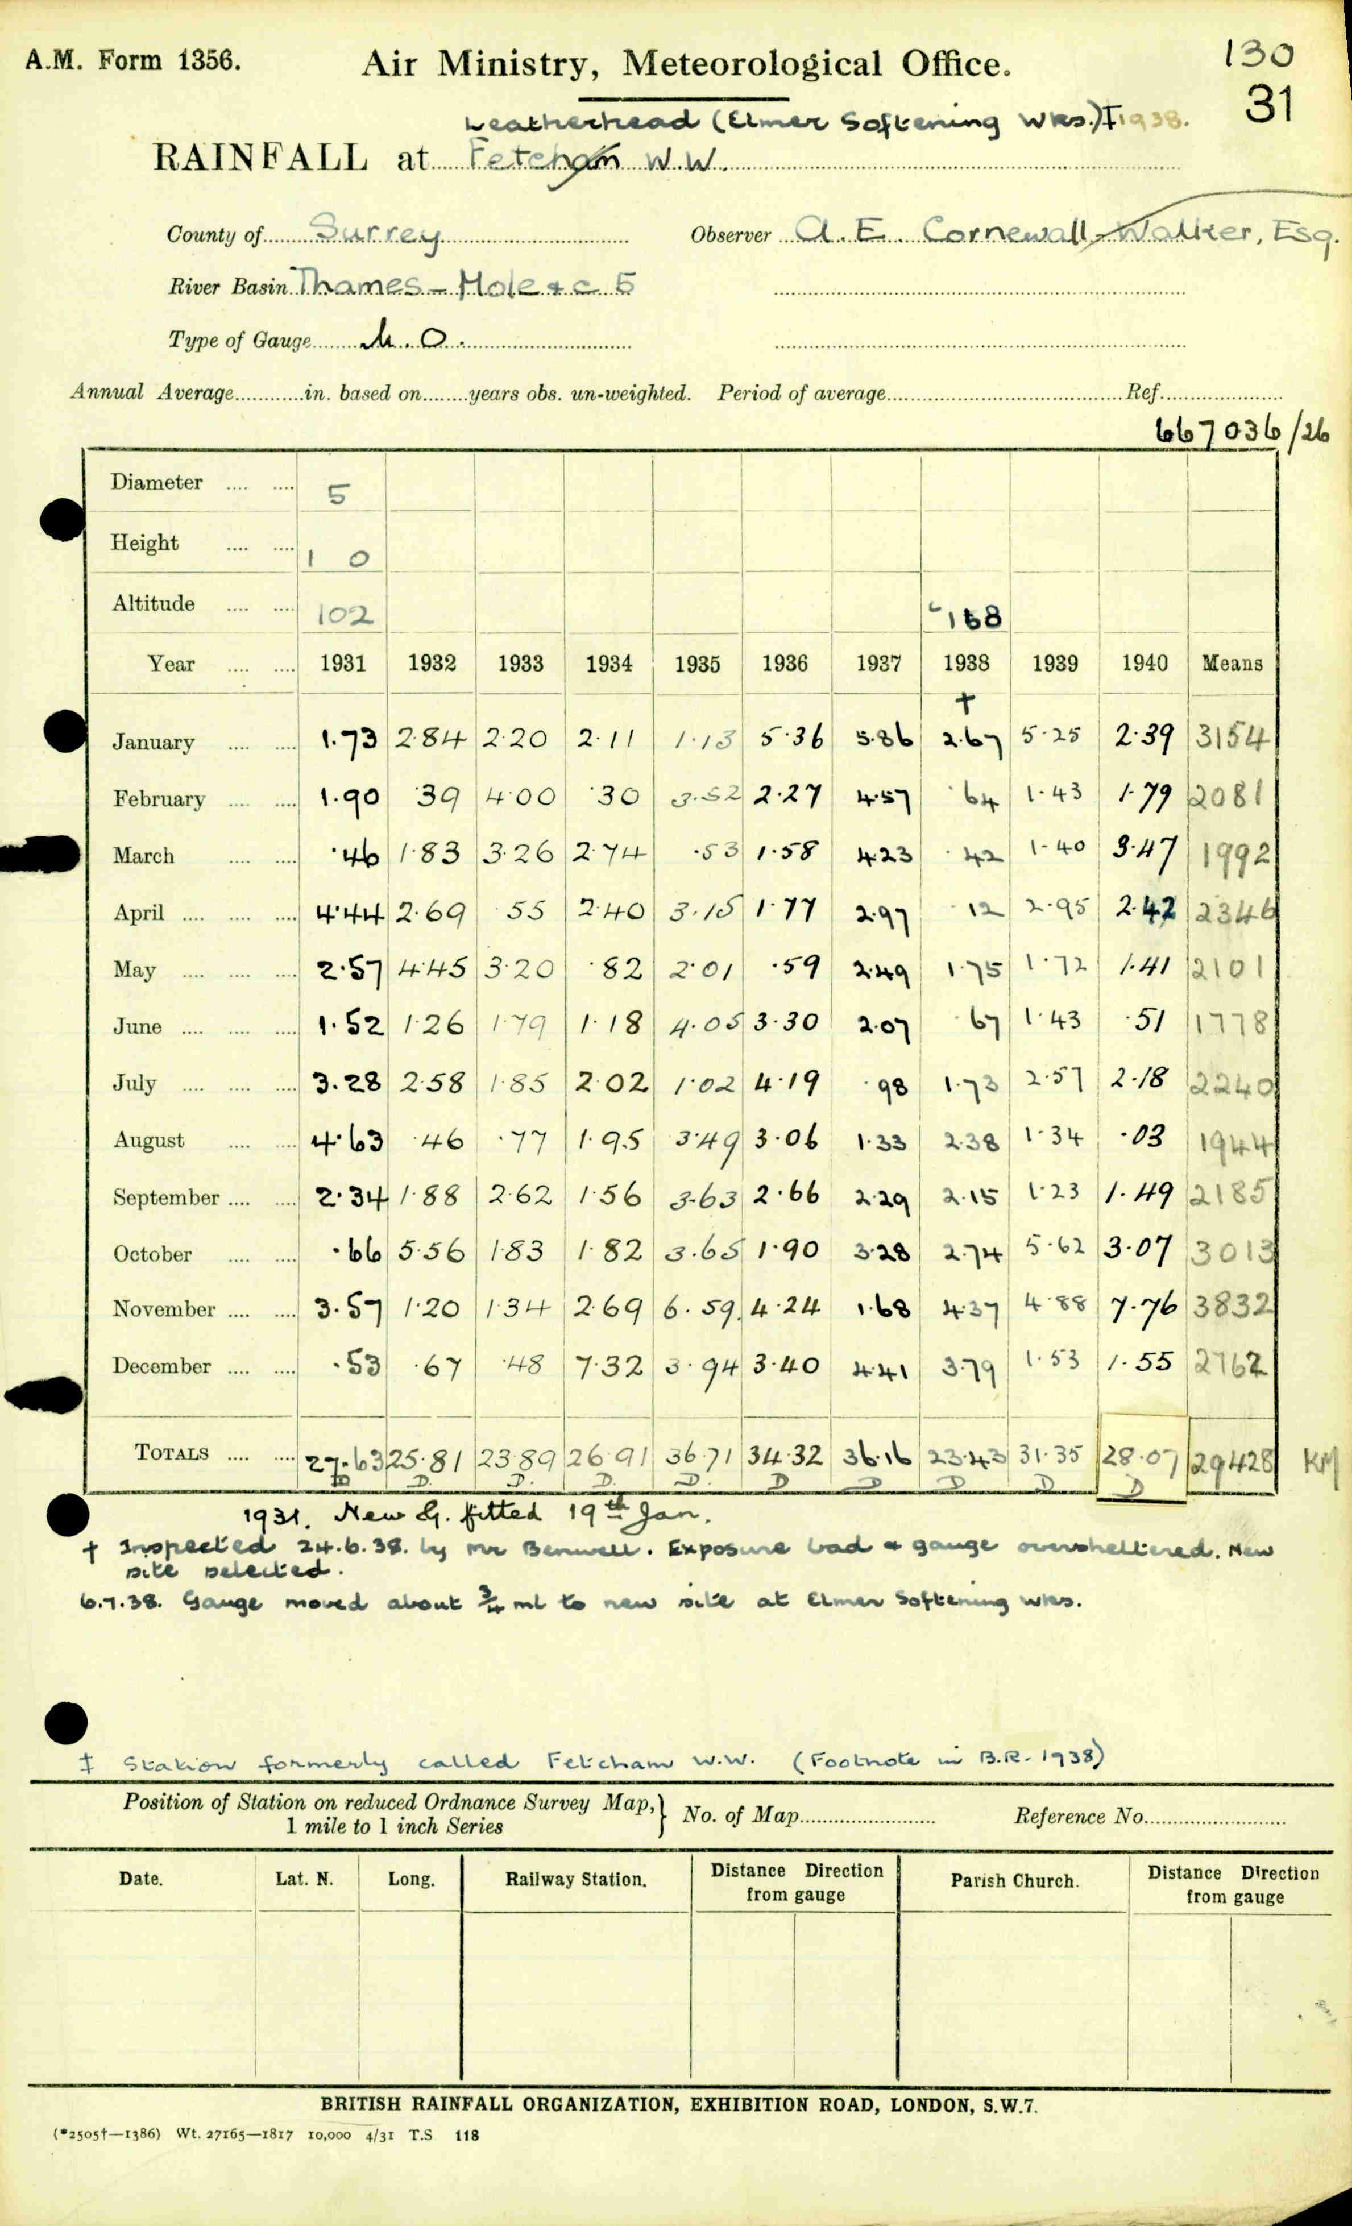 A.M. Form 1356.
Air Ministry, Meteorological Office.
130
31
Leatherhead (Elmer Softening Wks.)‡ 1938.
RAINFALL at Fetcham W.W.
County of Surrey Observer A. E. Cornewall-Walker, Esq.
River Basin Thames - Mole &c 5
Type of Gauge M.O.
Annual Average in. based on years obs. un-weighted. Period of average Ref.
667036/26
Diameter 5
Height 1 0
Altitude 102 168
Year 1931 1932 1933 1934 1935 1936 1937 1938 1939 1940 Means
†
January 1.73 2.84 2.20 2.11 1.13 5.36 5.86 2.67 5.25 2.39 3154
February 1.90 .39 4.00 .30 3.52 2.27 4.57 .64 1.43 1.79 2081
March .46 1.83 3.26 2.74 .53 1.58 4.23 .42 1.40 3.47 1992
April 4.44 2.69 .55 2.40 3.15 1.77 2.97 .12 2.95 2.42 2346
May 2.57 4.45 3.20 .82 2.01 .59 2.49 1.75 1.72 1.41 2101
June 1.52 1.26 1.79 1.18 4.05 3.30 2.07 .67 1.43 .51 1778
July 3.28 2.58 1.85 2.02 1.02 4.19 .98 1.73 2.57 2.18 2240
August 4.63 .46 .77 1.95 3.49 3.06 1.33 2.38 1.34 .03 1944
September 2.34 1.88 2.62 1.56 3.63 2.66 2.29 2.15 1.23 1.49 2185
October .66 5.56 1.83 1.82 3.65 1.90 3.28 2.74 5.62 3.07 3013
November 3.57 1.20 1.34 2.69 6.59 4.24 1.68 4.37 4.88 7.76 3832
December .53 .67 .48 7.32 3.94 3.40 4.41 3.79 1.53 1.55 2762
TOTALS 27.63 25.81 23.89 26.91 36.71 34.32 36.16 23.43 31.35 28.07 29428 KM
D D. D. D. D. D D D D D
1931. New G. fitted 19th Jan.
† Inspected 24.6.38. by Mr Benwell. Exposure bad & gauge oversheltered. New
site selected.
6.7.38. Gauge moved about ¾ ml to new site at Elmer Softening Wks.
‡ Station formerly called Fetcham W.W. (Footnote in B.R. 1938)
Position of Station on reduced Ordnance Survey Map, } No. of Map Reference No.
1 mile to 1 inch Series
Date. Lat. N. Long. Railway Station. Distance Direction Parish Church. Distance Direction
from gauge from gauge
BRITISH RAINFALL ORGANIZATION, EXHIBITION ROAD, LONDON, S.W.7.
(*2505†—1386) Wt. 27165—1817 10,000 4/31 T.S 118